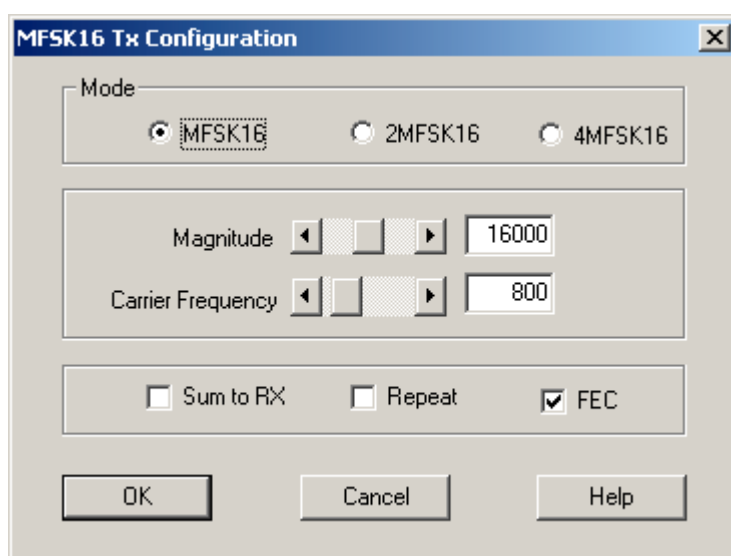 MFSK16 Tx Configuration
Mode
MFSK16 2MFSK16 4MFSK16
Magnitude 16000
Carrier Frequency 800
Sum to RX Repeat FEC
OK Cancel Help